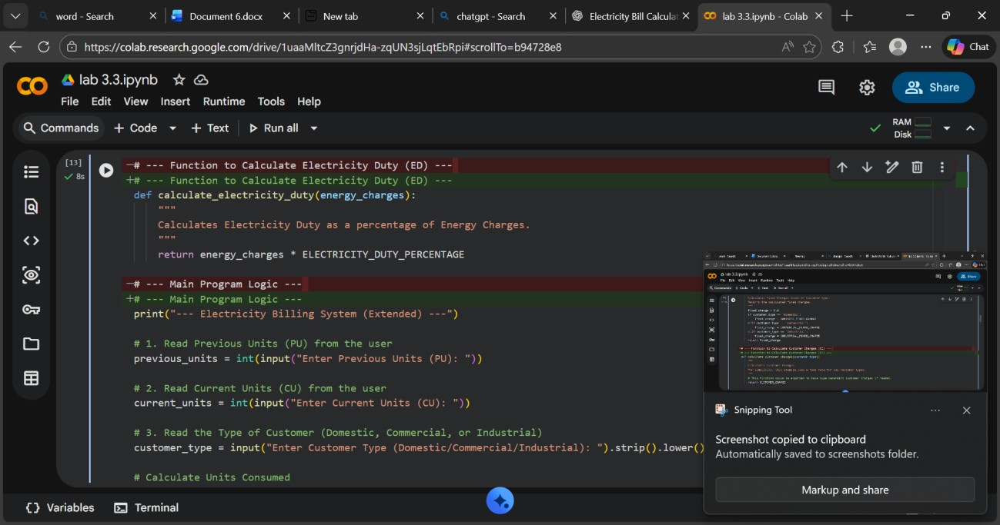 word - Search
Document 6.docx
New tab
chatgpt - Search
Electricity Bill Calculat
lab 3.3.ipynb - Colab
https://colab.research.google.com/drive/1uaaMltcZ3gnrjdHa-zqUN3sjLqtEbRpi#scrollTo=b94728e8
Chat
lab 3.3.ipynb
File Edit View Insert Runtime Tools Help
Share
Commands + Code + Text Run all
RAM
Disk
[13]
8s
—# --- Function to Calculate Electricity Duty (ED) ---
+# --- Function to Calculate Electricity Duty (ED) ---
def calculate_electricity_duty(energy_charges):
"""
Calculates Electricity Duty as a percentage of Energy Charges.
"""
return energy_charges * ELECTRICITY_DUTY_PERCENTAGE
—# --- Main Program Logic ---
+# --- Main Program Logic ---
print("--- Electricity Billing System (Extended) ---")
# 1. Read Previous Units (PU) from the user
previous_units = int(input("Enter Previous Units (PU): "))
# 2. Read Current Units (CU) from the user
current_units = int(input("Enter Current Units (CU): "))
# 3. Read the Type of Customer (Domestic, Commercial, or Industrial)
customer_type = input("Enter Customer Type (Domestic/Commercial/Industrial): ").strip().lower()
# Calculate Units Consumed
Snipping Tool
Screenshot copied to clipboard
Automatically saved to screenshots folder.
Markup and share
{} Variables
Terminal